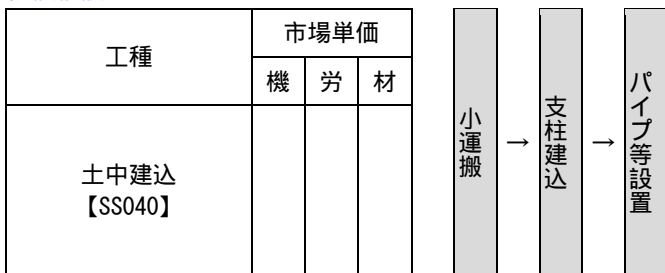 工種
市場単価
機
労
材
土中建込
【SS040】
小運搬
→
支柱建込
→
パイプ等設置